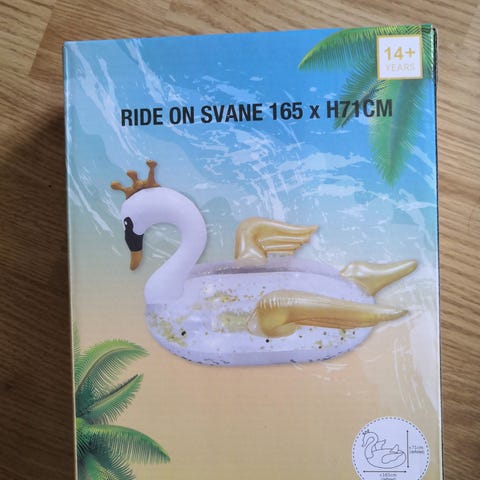 14+
YEARS
RIDE ON SVANE 165 x H71CM